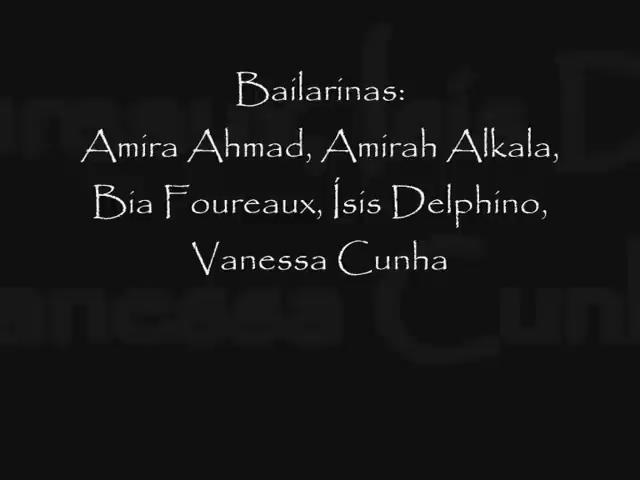 Bailarinas:
Amira Ahmad, Amirah Alkala,
Bia Foureaux, Ísis Delphino,
Vanessa Cunha